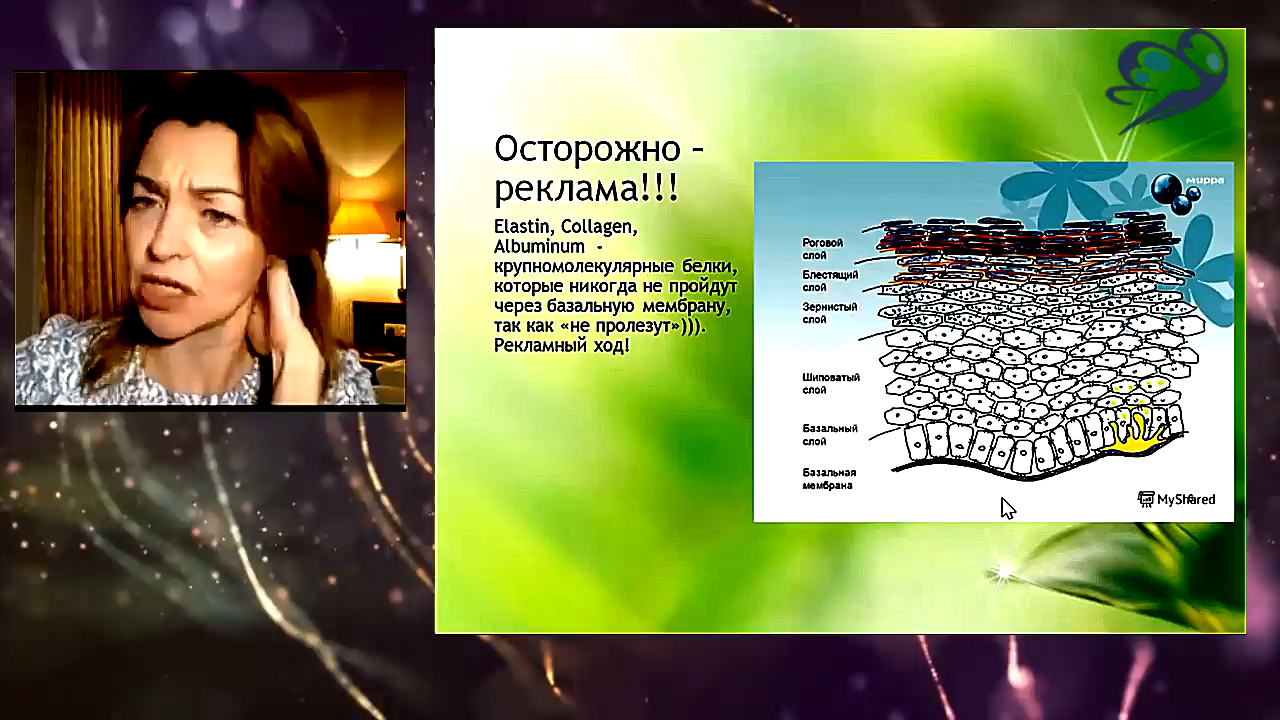 Осторожно –
реклама!!!
Elastin, Collagen,
Albuminum -
крупномолекулярные белки,
которые никогда не пройдут
через базальную мембрану,
так как «не пролезут»))).
Рекламный ход!
мирра
Роговой
слой
Блестящий
слой
Зернистый
слой
Шиповатый
слой
Базальный
слой
Базальная
мембрана
MyShared